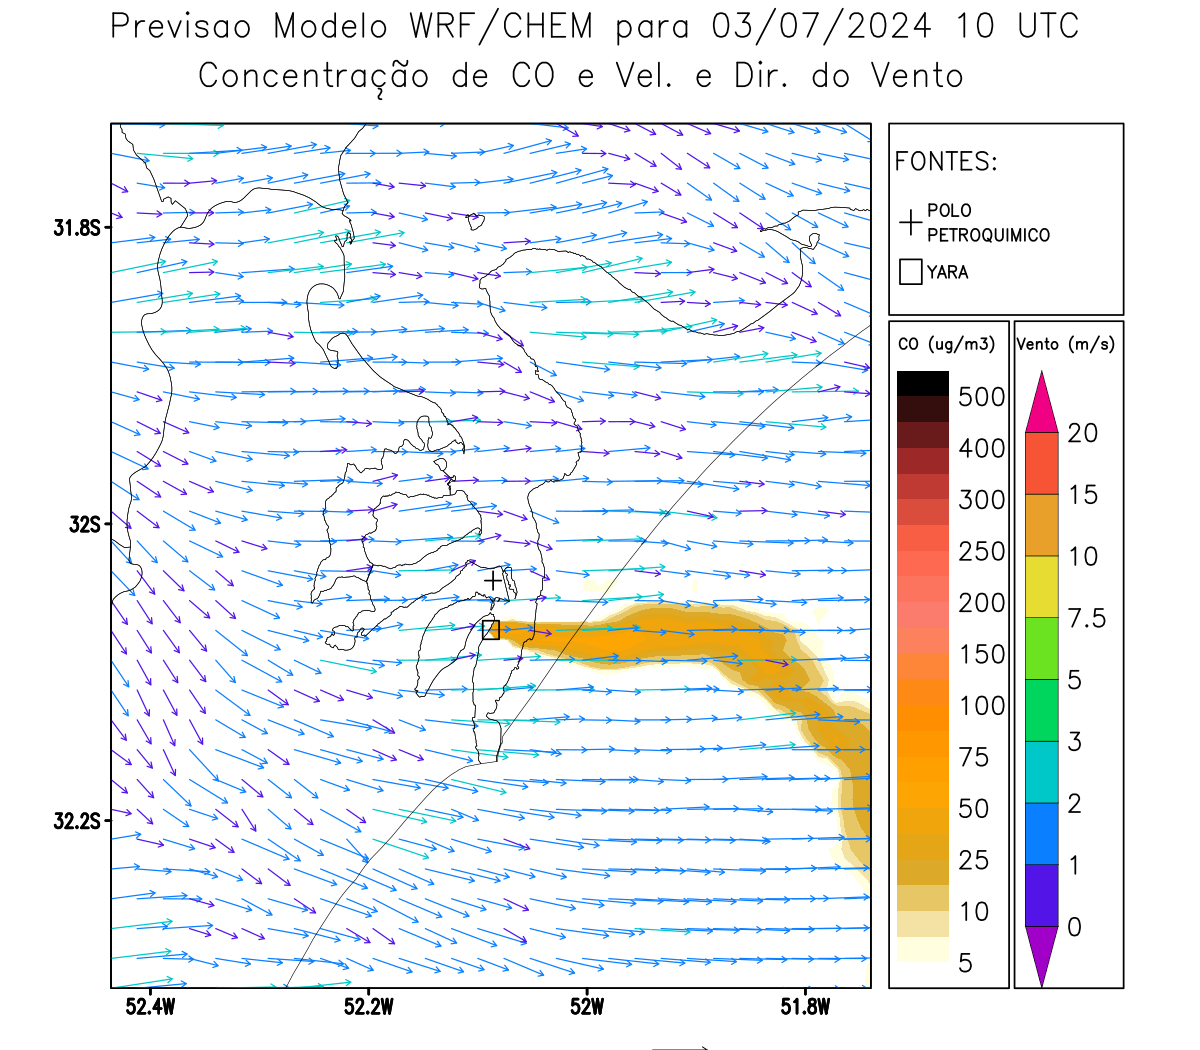 Previsao Modelo WRF/CHEM para 03/07/2024 10 UTC
Concentração de CO e Vel. e Dir. do Vento
FONTES:
POLO
PETROQUIMICO
YARA
CO (ug/m3)
500
400
300
250
200
150
100
75
50
25
10
5
Vento (m/s)
20
15
10
7.5
5
3
2
1
0
31.8S
32S
32.2S
52.4W
52.2W
52W
51.8W